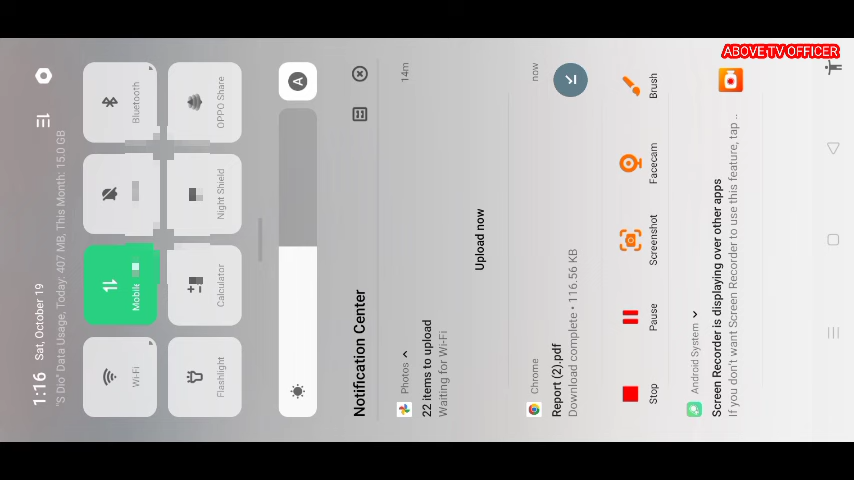 ABOVE TV OFFICER
1:16 Sat, October 19
"S Dio" Data Usage, Today: 407 MB, This Month: 15.0 GB
Wi-Fi
Mobile
Bluetooth
Flashlight
Calculator
Night Shield
OPPO Share
A
Notification Center
Photos
14m
22 items to upload
Waiting for Wi-Fi
Upload now
Chrome
now
Report (2).pdf
Download complete • 116.56 KB
Stop
Pause
Screenshot
Facecam
Brush
Android System
Screen Recorder is displaying over other apps
If you don't want Screen Recorder to use this feature, tap ..